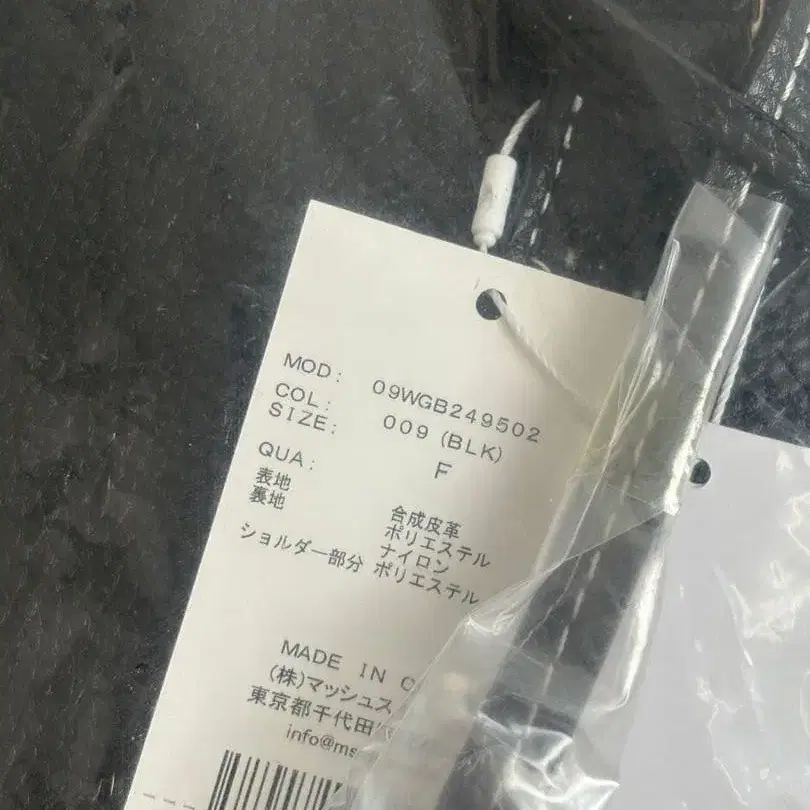 MOD: 09WGB249502
COL: 009 (BLK)
SIZE: F
QUA:
表地 合成皮革
裏地 ポリエステル
ナイロン
ショルダー部分 ポリエステル
MADE IN
(株)マッシュス
東京都千代田
info@ms